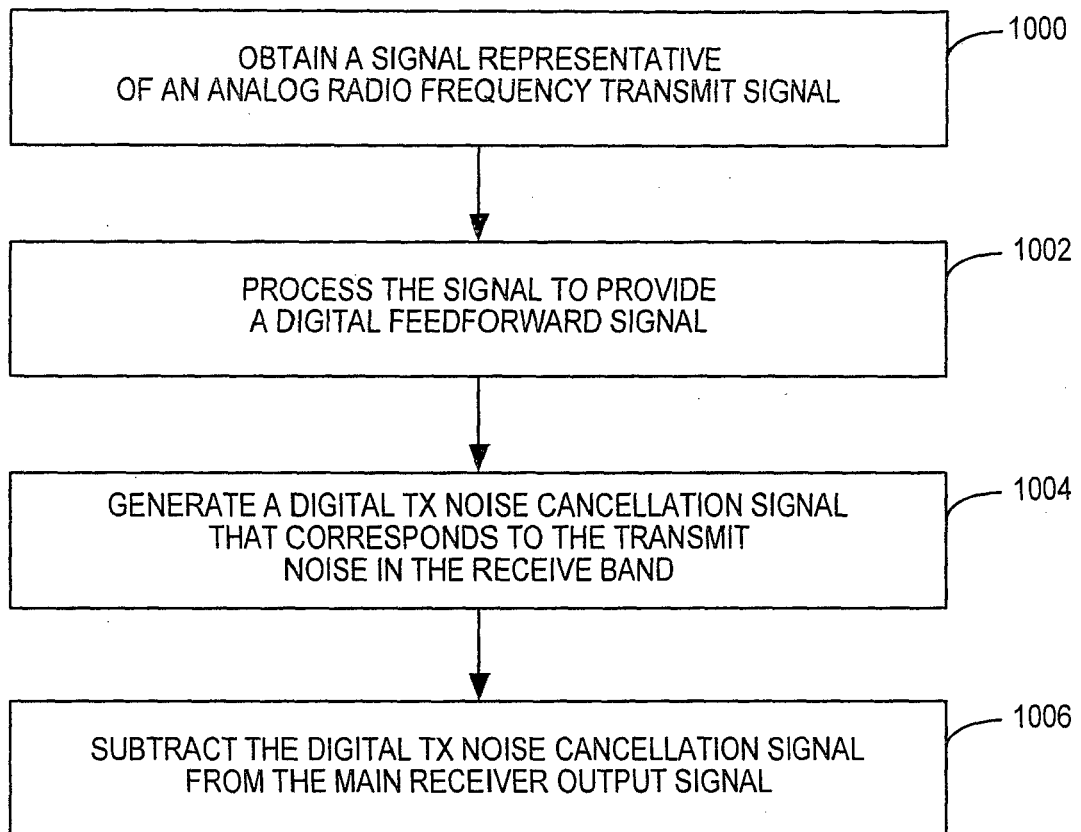 1000
OBTAIN A SIGNAL REPRESENTATIVE
OF AN ANALOG RADIO FREQUENCY TRANSMIT SIGNAL
1002
PROCESS THE SIGNAL TO PROVIDE
A DIGITAL FEEDFORWARD SIGNAL
1004
GENERATE A DIGITAL TX NOISE CANCELLATION SIGNAL
THAT CORRESPONDS TO THE TRANSMIT
NOISE IN THE RECEIVE BAND
1006
SUBTRACT THE DIGITAL TX NOISE CANCELLATION SIGNAL
FROM THE MAIN RECEIVER OUTPUT SIGNAL